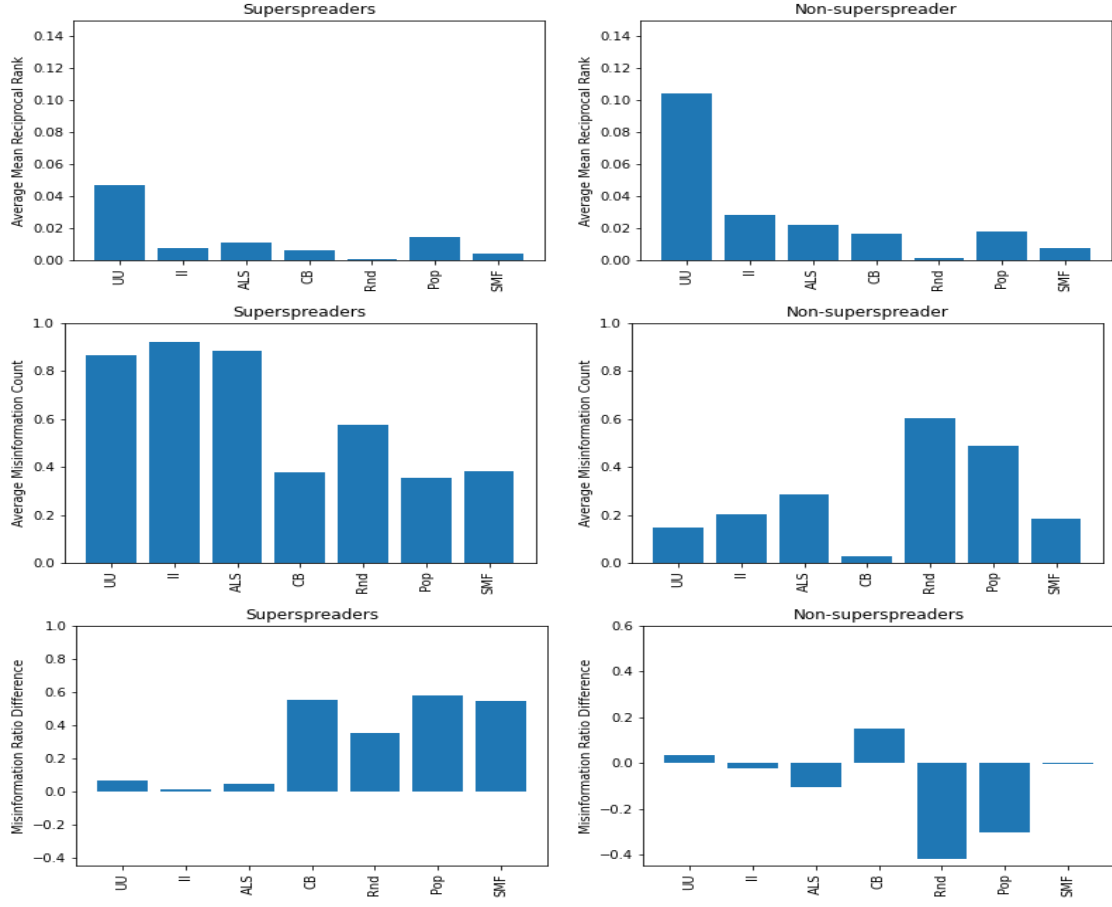 Superspreaders
Average Mean Reciprocal Rank
0.14
0.12
0.10
0.08
0.06
0.04
0.02
0.00
UU
II
ALS
CB
Rnd
Pop
SMF
Non-superspreader
Average Mean Reciprocal Rank
0.14
0.12
0.10
0.08
0.06
0.04
0.02
0.00
UU
II
ALS
CB
Rnd
Pop
SMF
Superspreaders
Average Misinformation Count
1.0
0.8
0.6
0.4
0.2
0.0
UU
II
ALS
CB
Rnd
Pop
SMF
Non-superspreader
Average Misinformation Count
1.0
0.8
0.6
0.4
0.2
0.0
UU
II
ALS
CB
Rnd
Pop
SMF
Superspreaders
Misinformation Ratio Difference
1.0
0.8
0.6
0.4
0.2
0.0
−0.2
−0.4
UU
II
ALS
CB
Rnd
Pop
SMF
Non-superspreaders
Misinformation Ratio Difference
0.6
0.4
0.2
0.0
−0.2
−0.4
UU
II
ALS
CB
Rnd
Pop
SMF